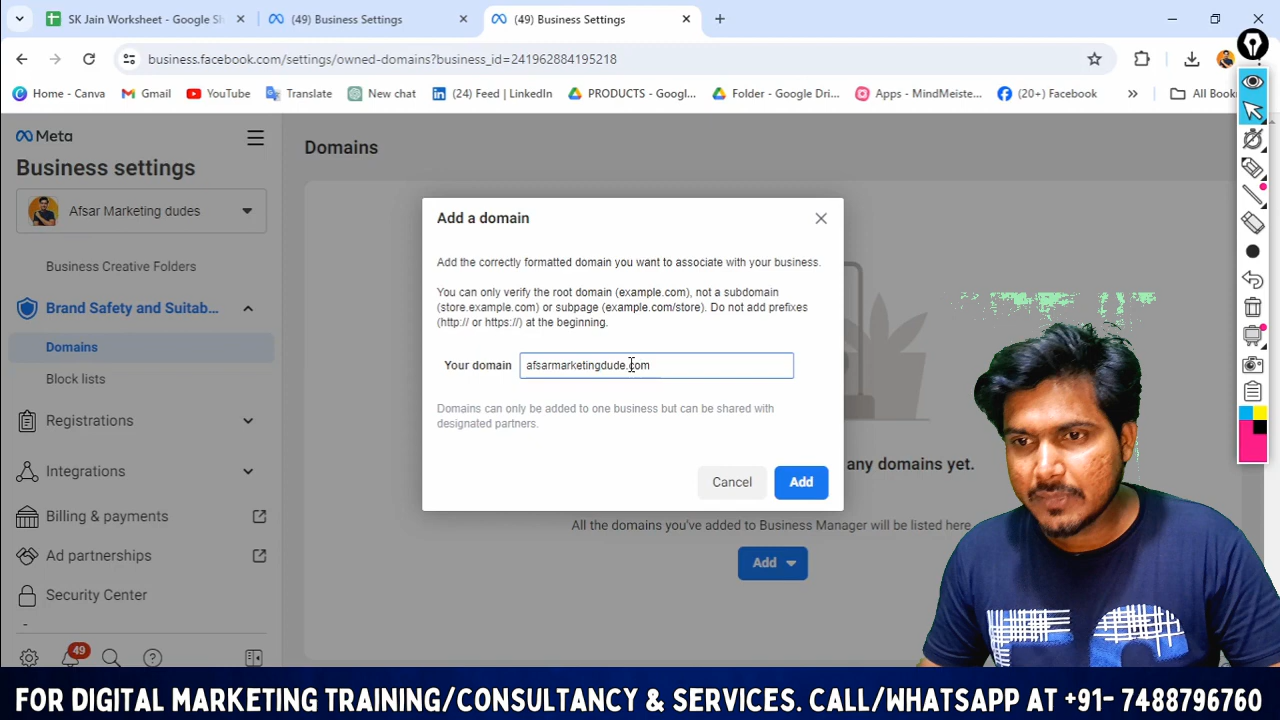 SK Jain Worksheet - Google Sh
(49) Business Settings
(49) Business Settings
business.facebook.com/settings/owned-domains?business_id=241962884195218
Home - Canva
Gmail
YouTube
Translate
New chat
(24) Feed | LinkedIn
PRODUCTS - Googl...
Folder - Google Dri...
Apps - MindMeiste...
(20+) Facebook
All Book
Meta
Business settings
Afsar Marketing dudes
Business Creative Folders
Brand Safety and Suitab...
Domains
Block lists
Registrations
Integrations
Billing & payments
Ad partnerships
Security Center
49
Domains
Add a domain
Add the correctly formatted domain you want to associate with your business.
You can only verify the root domain (example.com), not a subdomain
(store.example.com) or subpage (example.com/store). Do not add prefixes
(http:// or https://) at the beginning.
Your domain afsarmarketingdude.com
Domains can only be added to one business but can be shared with
designated partners.
Cancel
Add
any domains yet.
All the domains you've added to Business Manager will be listed here
Add
FOR DIGITAL MARKETING TRAINING/CONSULTANCY & SERVICES. CALL/WHATSAPP AT +91- 7488796760